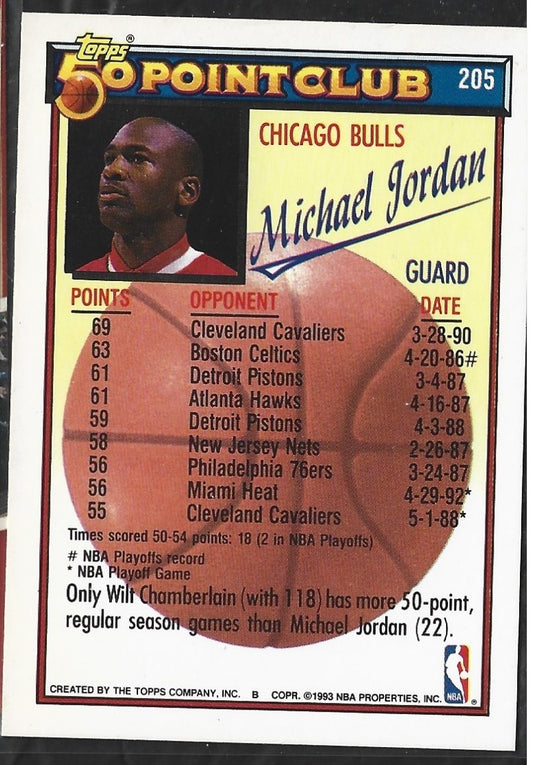 Topps®
50 POINT CLUB 205
CHICAGO BULLS
Michael Jordan
GUARD
POINTS OPPONENT DATE
69 Cleveland Cavaliers 3-28-90
63 Boston Celtics 4-20-86#
61 Detroit Pistons 3-4-87
61 Atlanta Hawks 4-16-87
59 Detroit Pistons 4-3-88
58 New Jersey Nets 2-26-87
56 Philadelphia 76ers 3-24-87
56 Miami Heat 4-29-92*
55 Cleveland Cavaliers 5-1-88*
Times scored 50-54 points: 18 (2 in NBA Playoffs)
# NBA Playoffs record
* NBA Playoff Game
Only Wilt Chamberlain (with 118) has more 50-point,
regular season games than Michael Jordan (22).
CREATED BY THE TOPPS COMPANY, INC. B COPR. ©1993 NBA PROPERTIES, INC.
NBA®